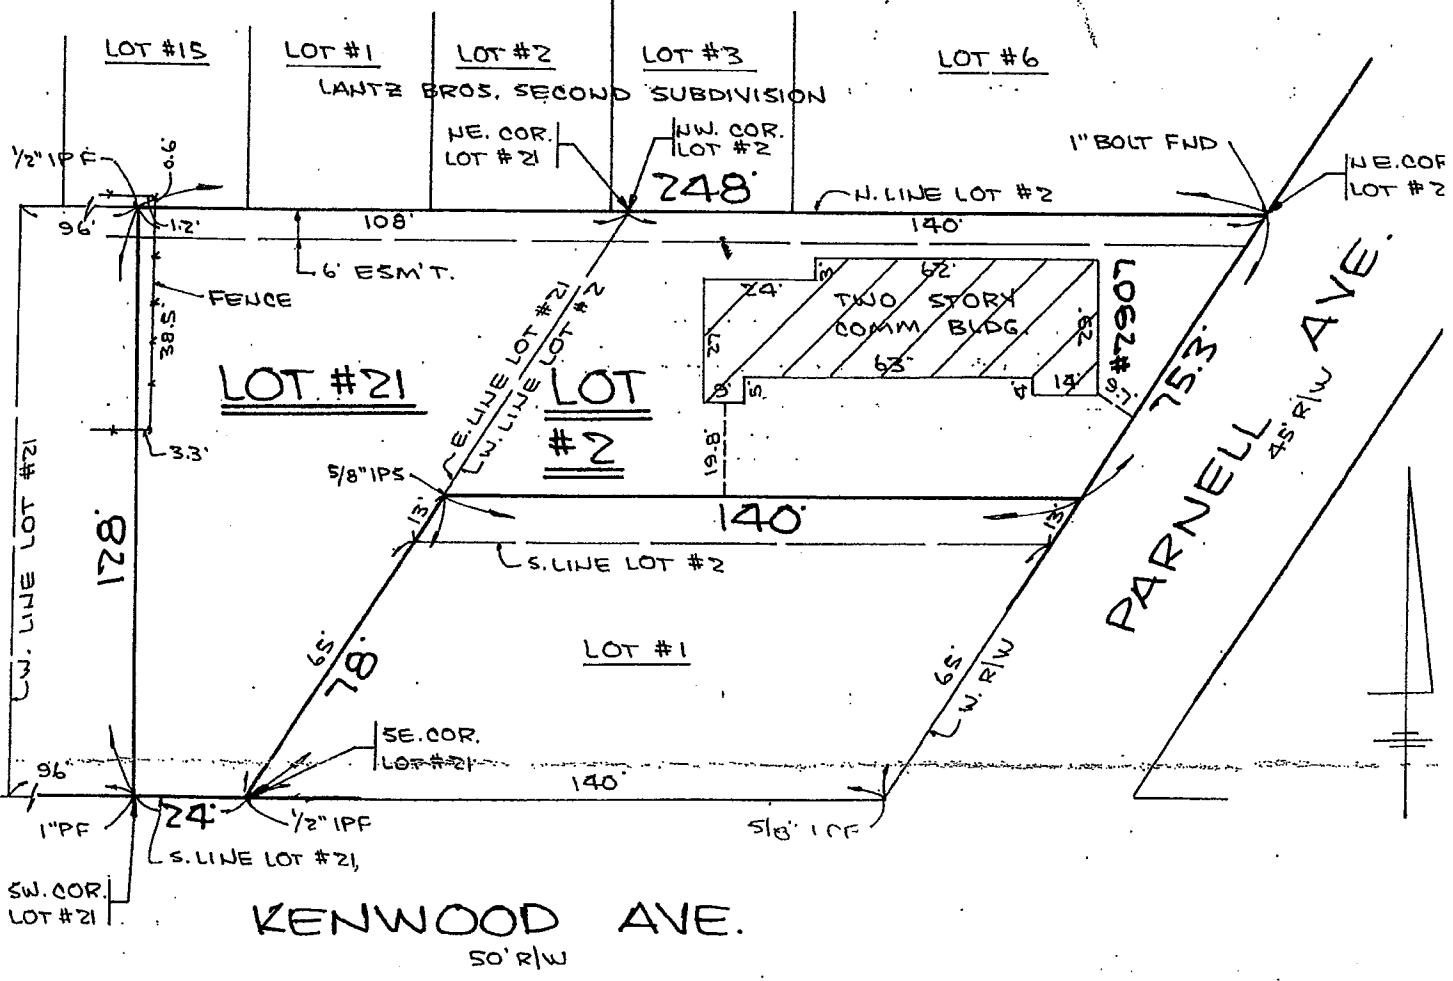 LOT #15
LOT #1
LOT #2
LOT #3
LOT #6
LANTZ BROS. SECOND SUBDIVISION
NE. COR.
LOT #21
NW. COR.
LOT #2
1" BOLT FND
NE. COR
LOT #2
1/2" IPF
0.6'
248'
N. LINE LOT #2
96'
1.2'
108'
140'
6' ESM'T.
FENCE
38.5'
3.3'
LOT #21
E. LINE LOT #21
W. LINE LOT #2
LOT
#2
24'
3'
62'
TWO STORY
COMM. BLDG.
27'
29'
63'
9'
5'
4'
14'
9.7'
#2907
75.3'
PARNELL AVE.
45' R/W
19.8'
5/8" IPS
140'
13'
13'
S. LINE LOT #2
W. LINE LOT #21
128'
65'
78'
LOT #1
65'
W. R/W
SE. COR.
LOT #21
96'
24'
140'
1" PF
1/2" IPF
5/8" IPF
S. LINE LOT #21,
SW. COR.
LOT #21
KENWOOD AVE.
50' R/W